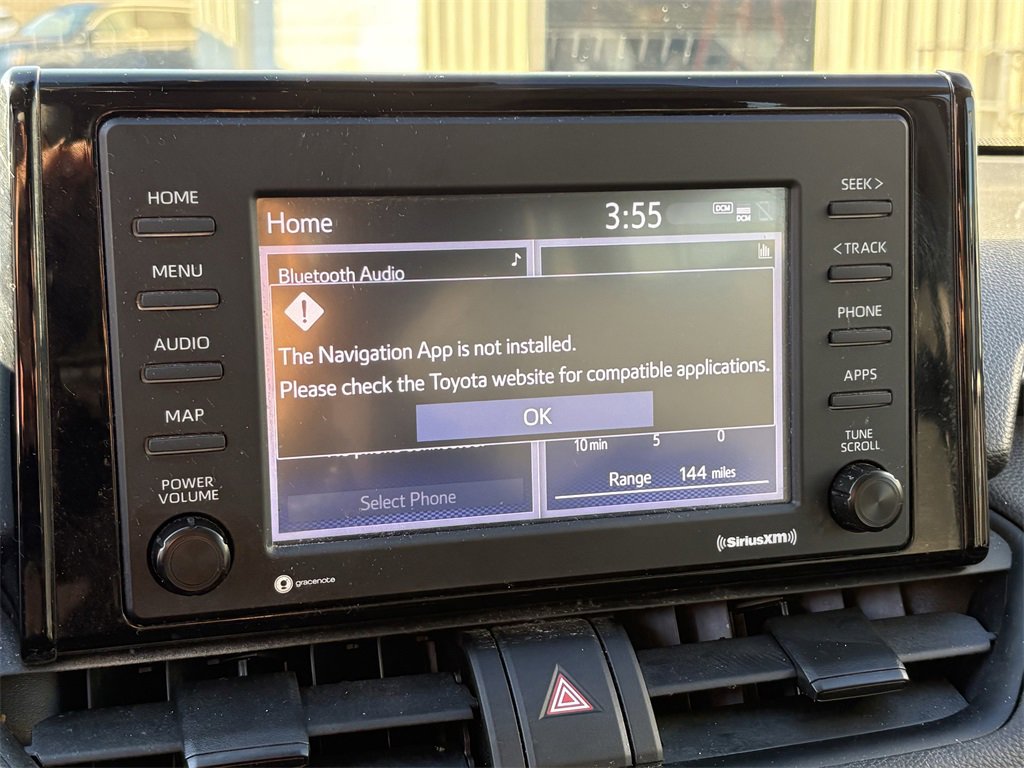 HOME
MENU
AUDIO
MAP
POWER
VOLUME
Home
3:55
DCM
DCM
Bluetooth Audio
!
The Navigation App is not installed.
Please check the Toyota website for compatible applications.
OK
10 min 5 0
Range 144 miles
Select Phone
SEEK >
< TRACK
PHONE
APPS
TUNE
SCROLL
gracenote
((SiriusXM))